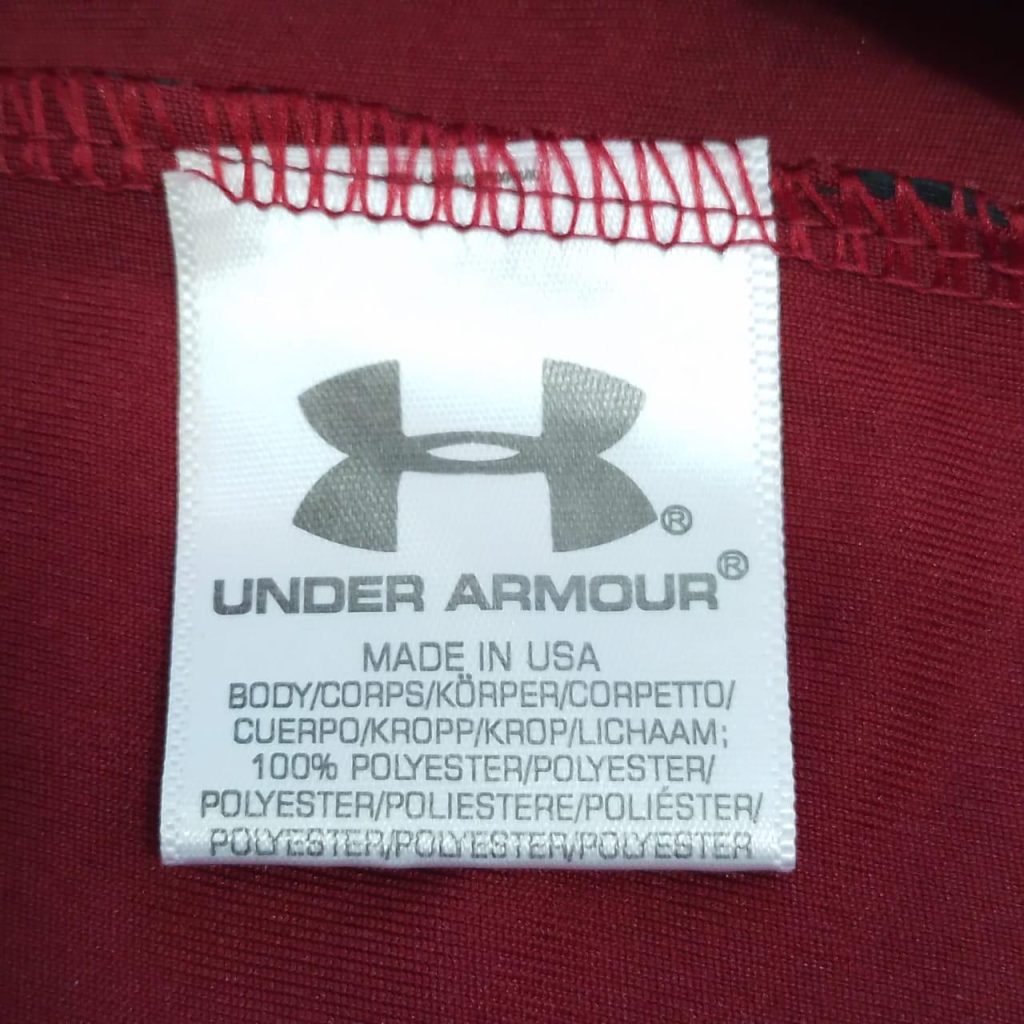 ®
UNDER ARMOUR®
MADE IN USA
BODY/CORPS/KÖRPER/CORPETTO/
CUERPO/KROPP/KROP/LICHAAM;
100% POLYESTER/POLYESTER/
POLYESTER/POLIESTERE/POLIÉSTER/
POLYESTER/POLYESTER/POLYESTER